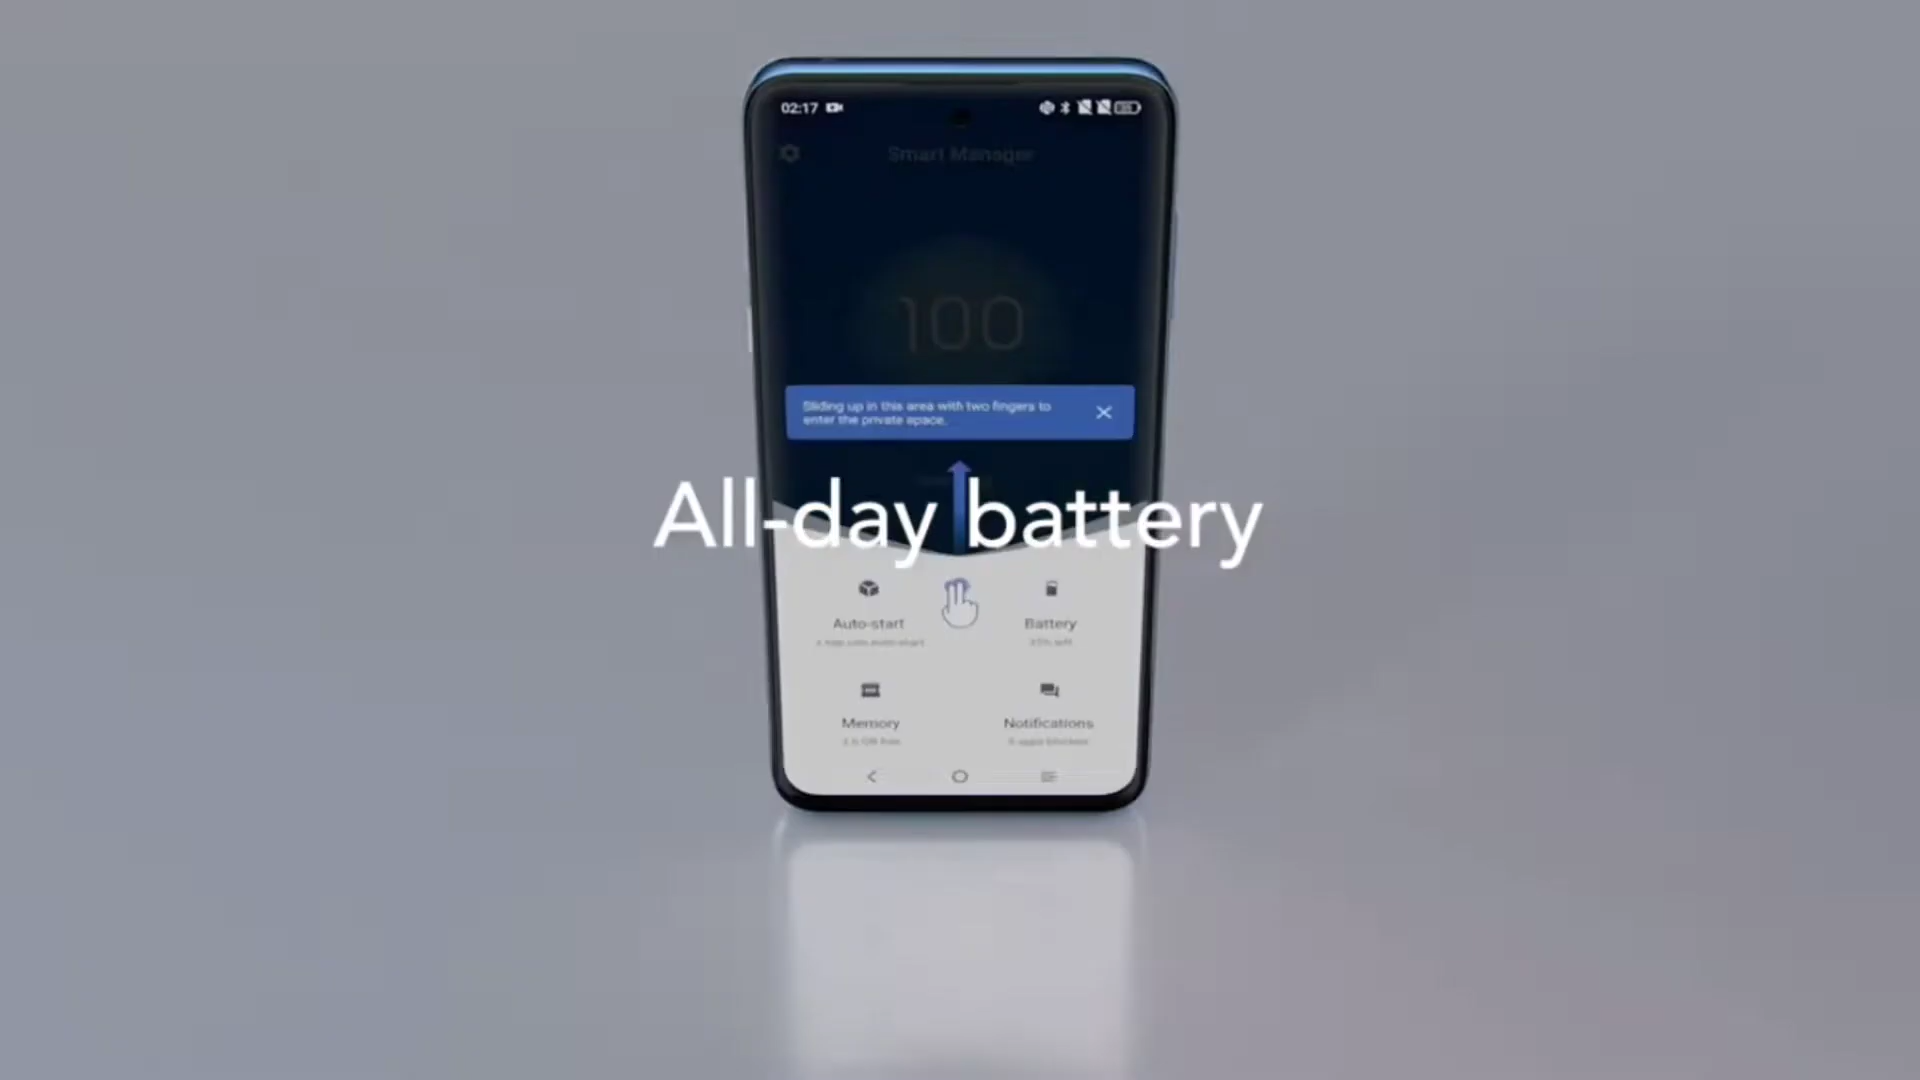 02:17
Smart Manager
100
Sliding up in this area with two fingers to
enter the private space.
All-day battery
Auto-start
Battery
Memory
Notifications